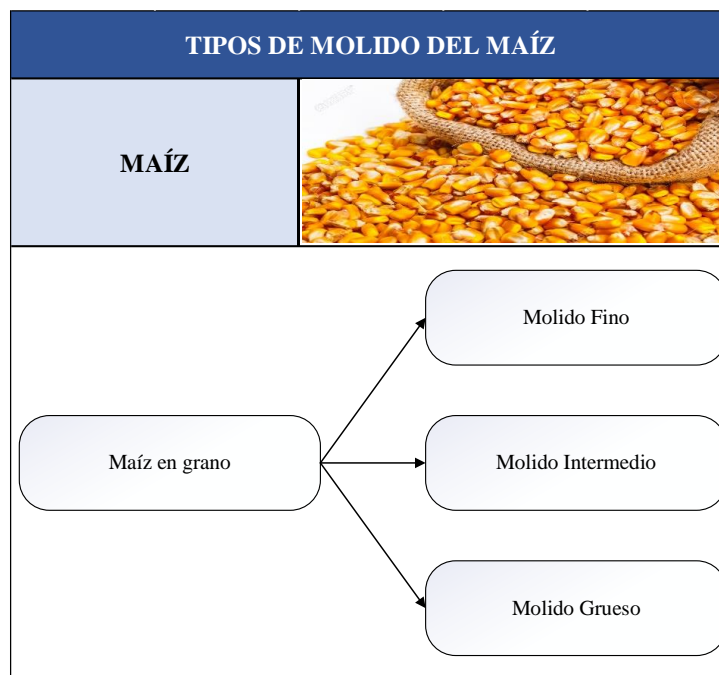 TIPOS DE MOLIDO DEL MAÍZ
MAÍZ
Molido Fino
Maíz en grano
Molido Intermedio
Molido Grueso